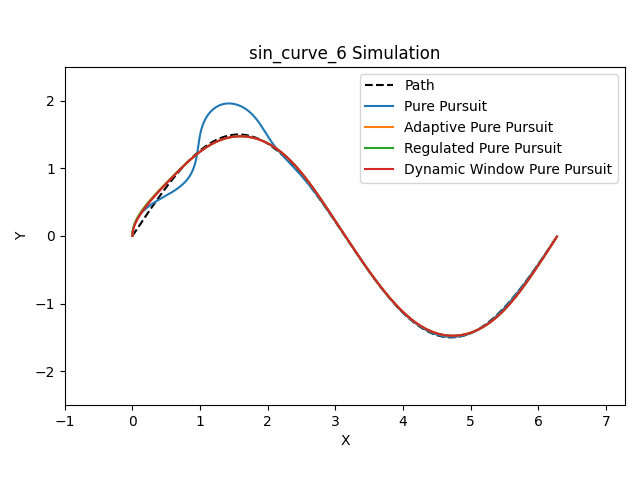 sin_curve_6 Simulation
Path
Pure Pursuit
Adaptive Pure Pursuit
Regulated Pure Pursuit
Dynamic Window Pure Pursuit
Y
2
1
0
−1
−2
−1 0 1 2 3 4 5 6 7
X